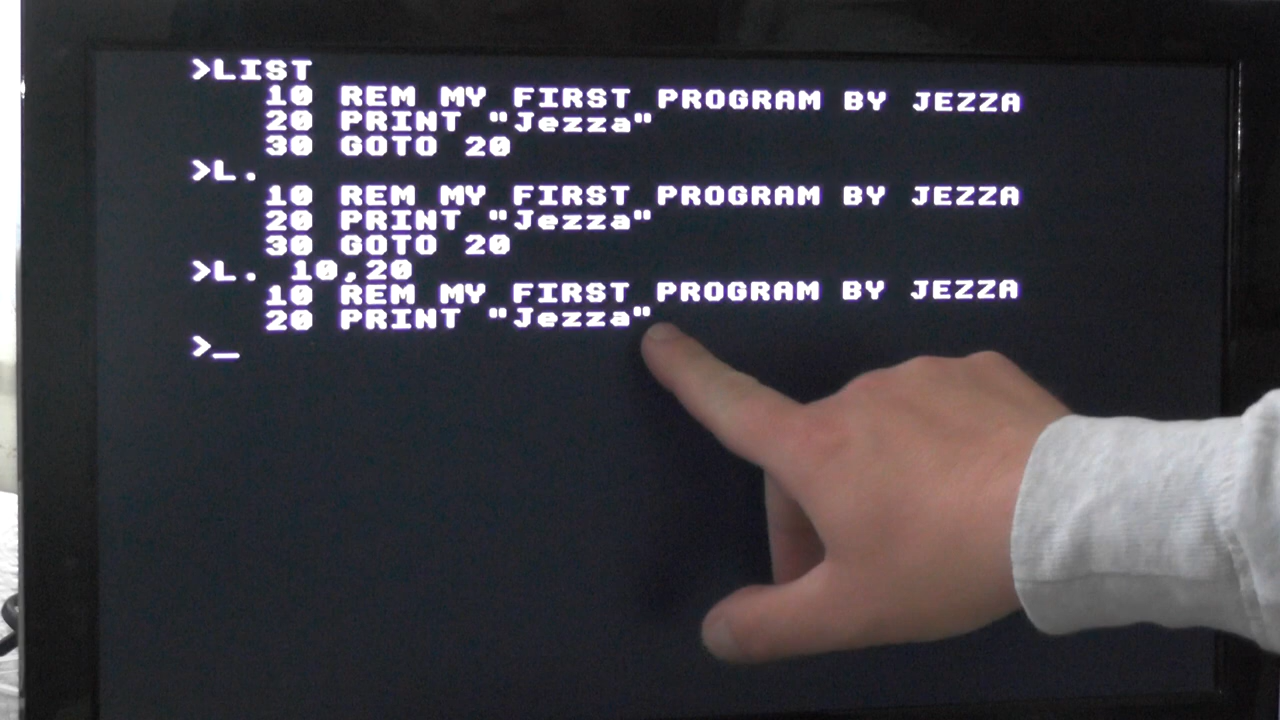 >LIST
10 REM MY FIRST PROGRAM BY JEZZA
20 PRINT "Jezza"
30 GOTO 20
>L.
10 REM MY FIRST PROGRAM BY JEZZA
20 PRINT "Jezza"
30 GOTO 20
>L. 10,20
10 REM MY FIRST PROGRAM BY JEZZA
20 PRINT "Jezza"
>_